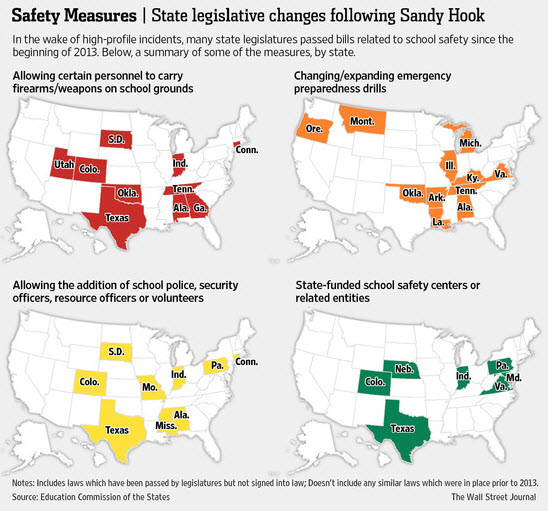 Safety Measures | State legislative changes following Sandy Hook
In the wake of high-profile incidents, many state legislatures passed bills related to school safety since the
beginning of 2013. Below, a summary of some of the measures, by state.
Allowing certain personnel to carry
firearms/weapons on school grounds
S.D.
Conn.
Utah
Colo.
Ind.
Okla.
Tenn.
Texas
Ala.
Ga.
Changing/expanding emergency
preparedness drills
Ore.
Mont.
Mich.
Ill.
Ky.
Va.
Okla.
Ark.
Tenn.
Ala.
La.
Allowing the addition of school police, security
officers, resource officers or volunteers
S.D.
Pa.
Conn.
Colo.
Mo.
Ind.
Texas
Miss.
Ala.
State-funded school safety centers or
related entities
Neb.
Pa.
Colo.
Ind.
Md.
Va.
Texas
Notes: Includes laws which have been passed by legislatures but not signed into law; Doesn't include any similar laws which were in place prior to 2013.
Source: Education Commission of the States
The Wall Street Journal